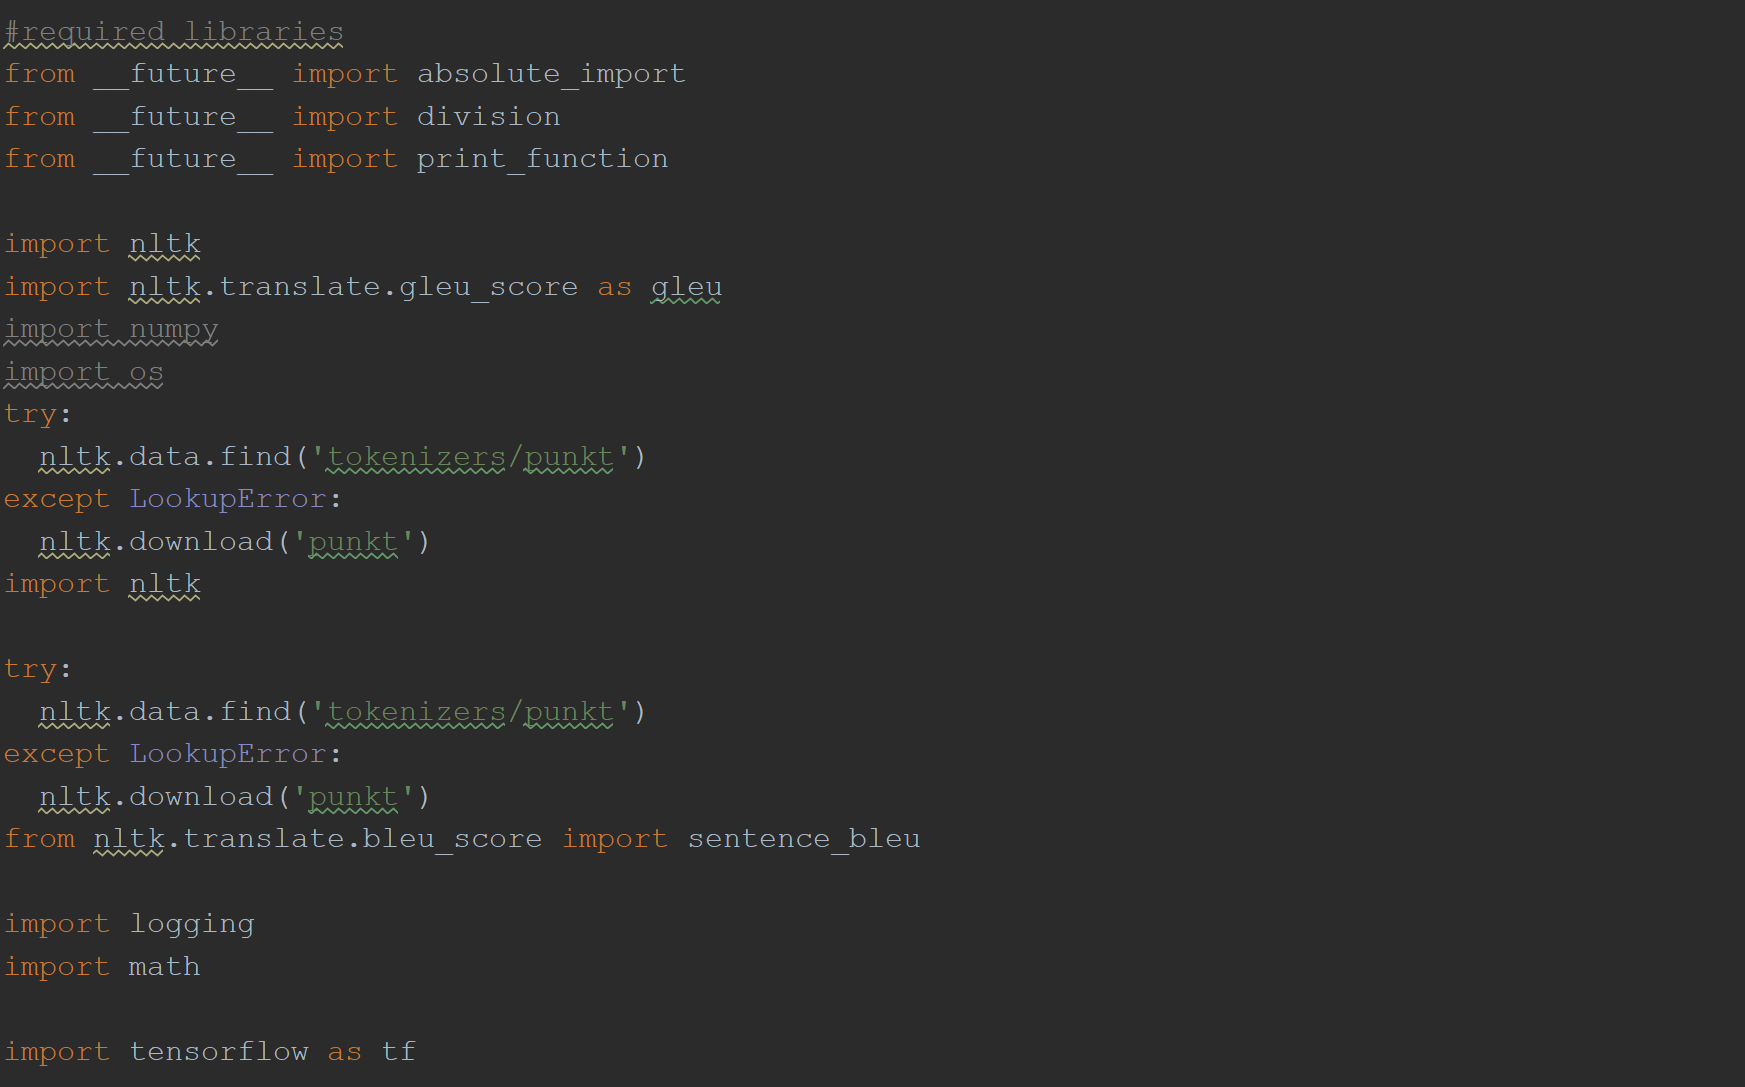 #required libraries
from __future__ import absolute_import
from __future__ import division
from __future__ import print_function
import nltk
import nltk.translate.gleu_score as gleu
import numpy
import os
try:
  nltk.data.find('tokenizers/punkt')
except LookupError:
  nltk.download('punkt')
import nltk
try:
  nltk.data.find('tokenizers/punkt')
except LookupError:
  nltk.download('punkt')
from nltk.translate.bleu_score import sentence_bleu
import logging
import math
import tensorflow as tf